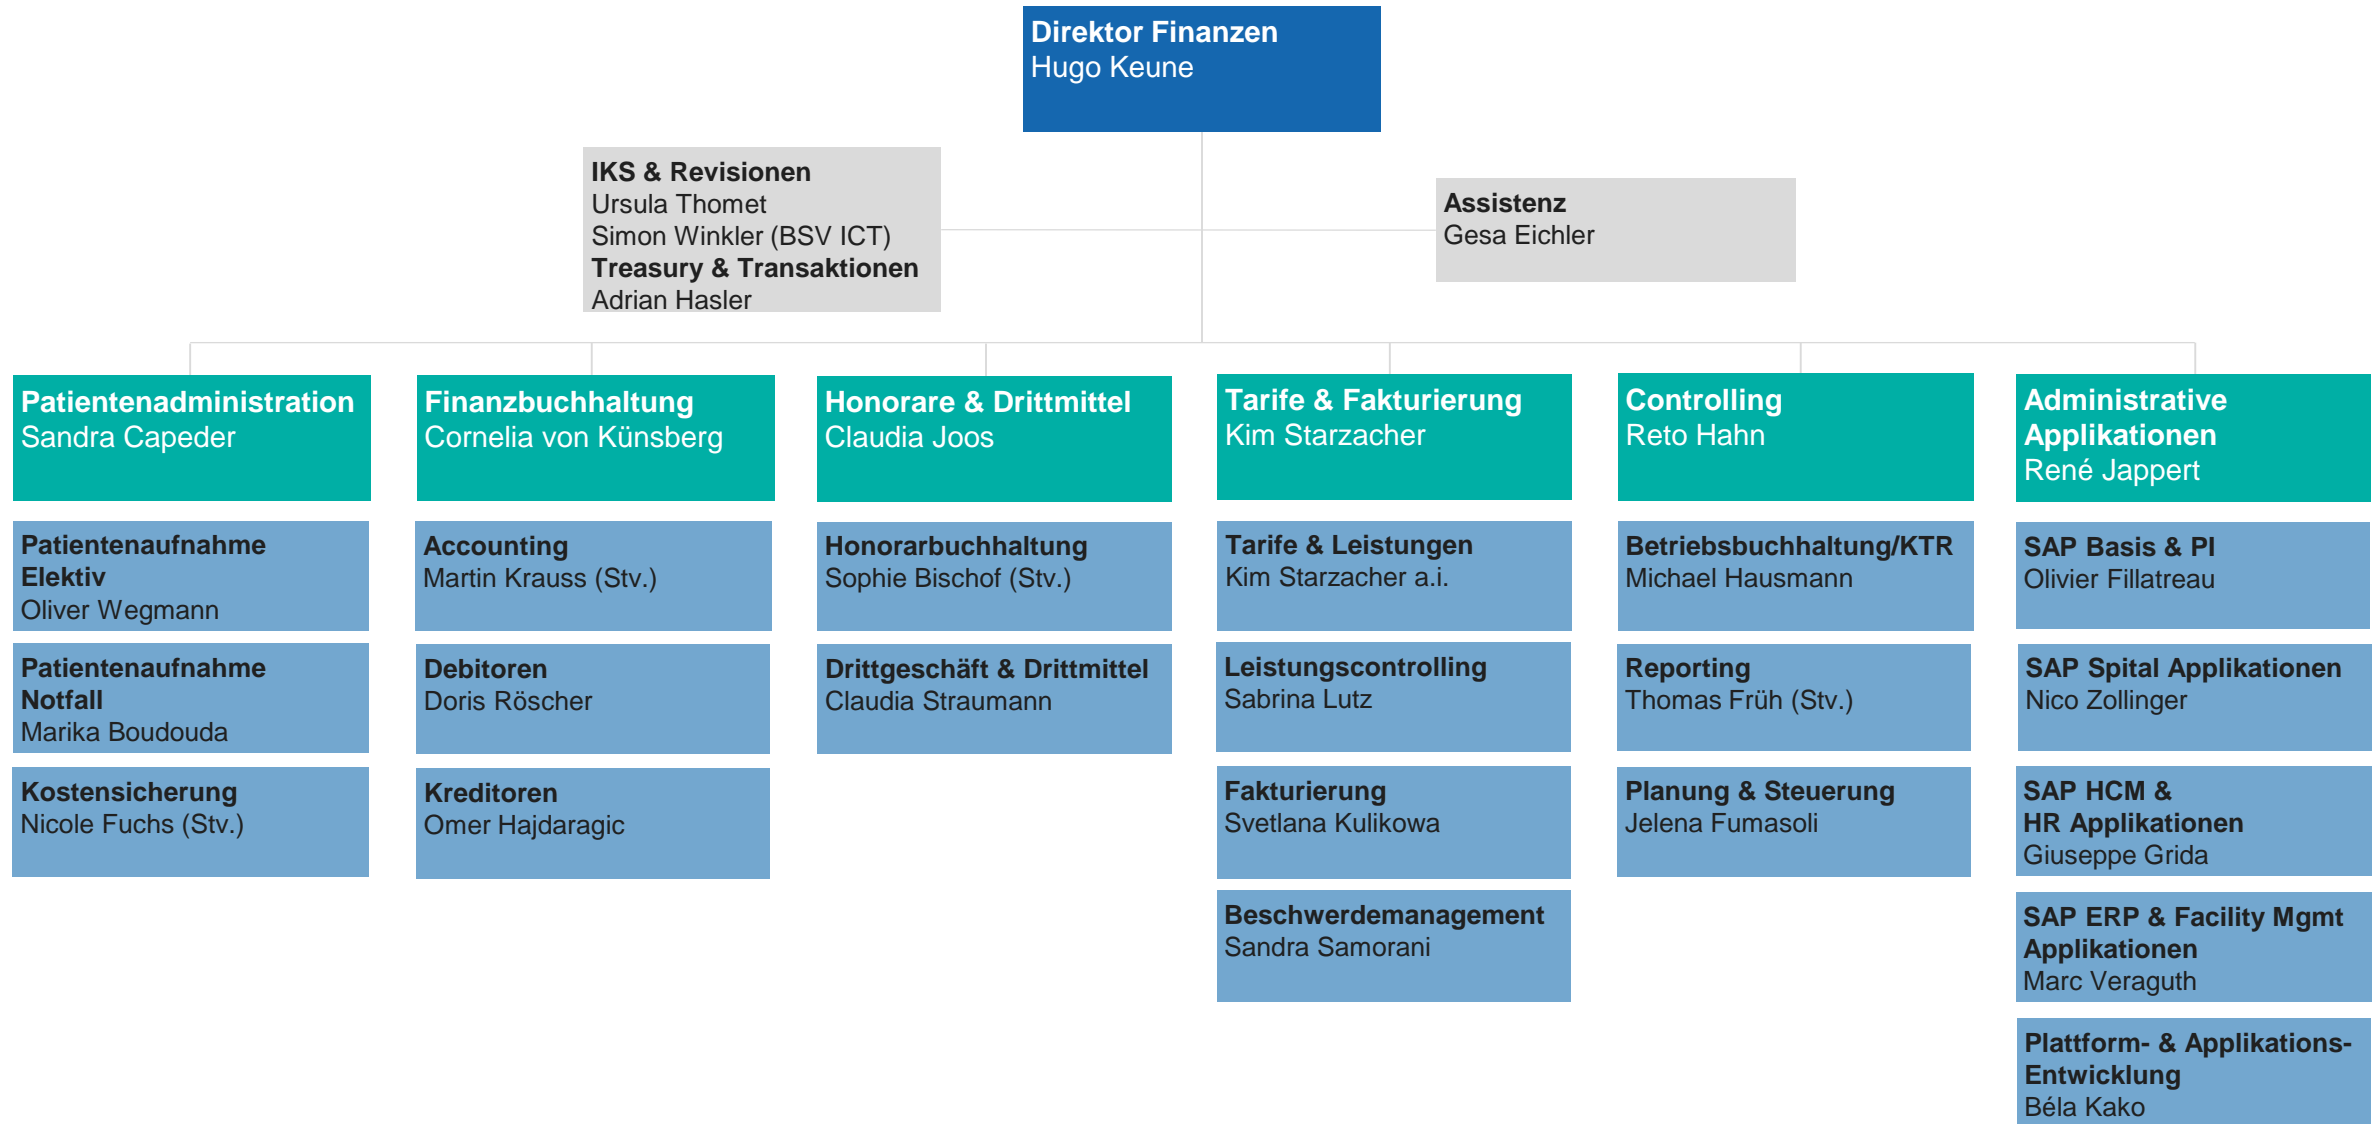 Direktor Finanzen
Hugo Keune
IKS & Revisionen
Ursula Thomet
Simon Winkler (BSV ICT)
Treasury & Transaktionen
Adrian Hasler
Assistenz
Gesa Eichler
Patientenadministration
Sandra Capeder
Patientenaufnahme
Elektiv
Oliver Wegmann
Patientenaufnahme
Notfall
Marika Boudouda
Kostensicherung
Nicole Fuchs (Stv.)
Finanzbuchhaltung
Cornelia von Künsberg
Accounting
Martin Krauss (Stv.)
Debitoren
Doris Röscher
Kreditoren
Omer Hajdaragic
Honorare & Drittmittel
Claudia Joos
Honorarbuchhaltung
Sophie Bischof (Stv.)
Drittgeschäft & Drittmittel
Claudia Straumann
Tarife & Fakturierung
Kim Starzacher
Tarife & Leistungen
Kim Starzacher a.i.
Leistungscontrolling
Sabrina Lutz
Fakturierung
Svetlana Kulikowa
Beschwerdemanagement
Sandra Samorani
Controlling
Reto Hahn
Betriebsbuchhaltung/KTR
Michael Hausmann
Reporting
Thomas Früh (Stv.)
Planung & Steuerung
Jelena Fumasoli
Administrative
Applikationen
René Jappert
SAP Basis & PI
Olivier Fillatreau
SAP Spital Applikationen
Nico Zollinger
SAP HCM &
HR Applikationen
Giuseppe Grida
SAP ERP & Facility Mgmt
Applikationen
Marc Veraguth
Plattform- & Applikations-
Entwicklung
Béla Kako